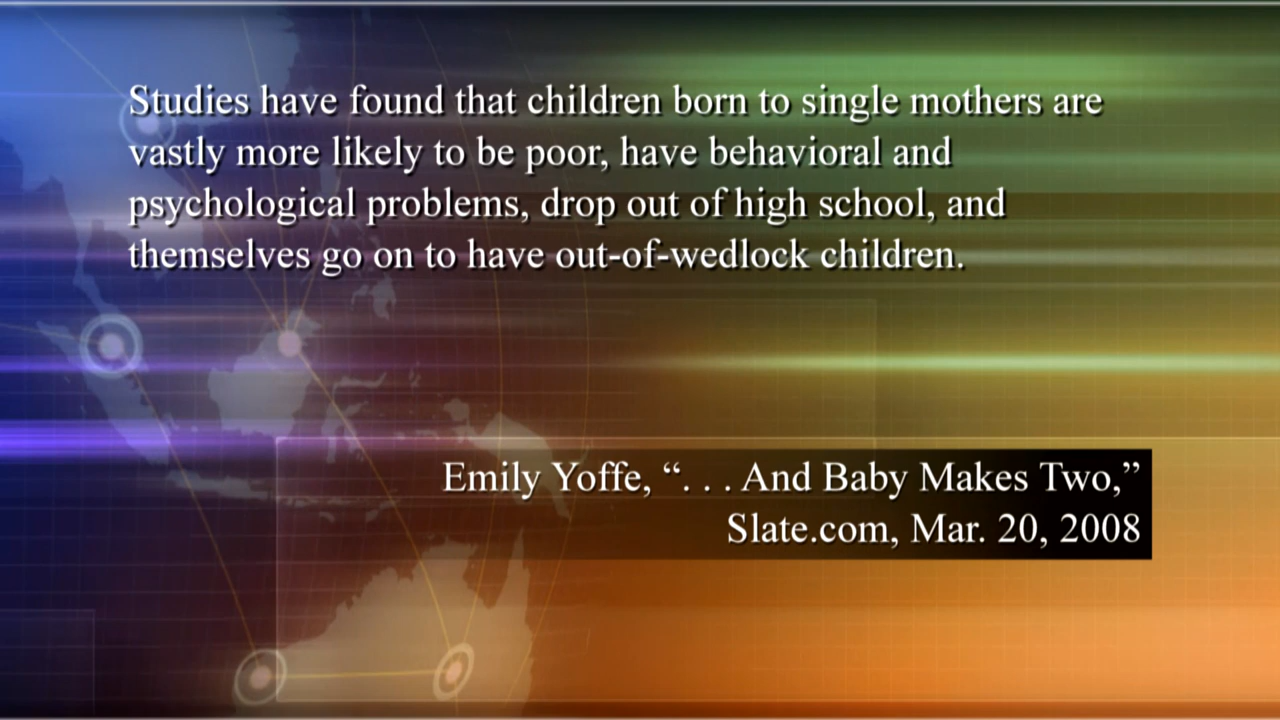 Studies have found that children born to single mothers are
vastly more likely to be poor, have behavioral and
psychological problems, drop out of high school, and
themselves go on to have out-of-wedlock children.
Emily Yoffe, “. . . And Baby Makes Two,”
Slate.com, Mar. 20, 2008